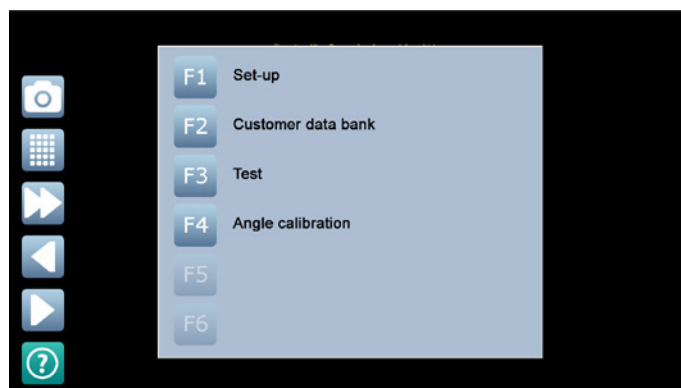 F1 Set-up
F2 Customer data bank
F3 Test
F4 Angle calibration
F5
F6
?